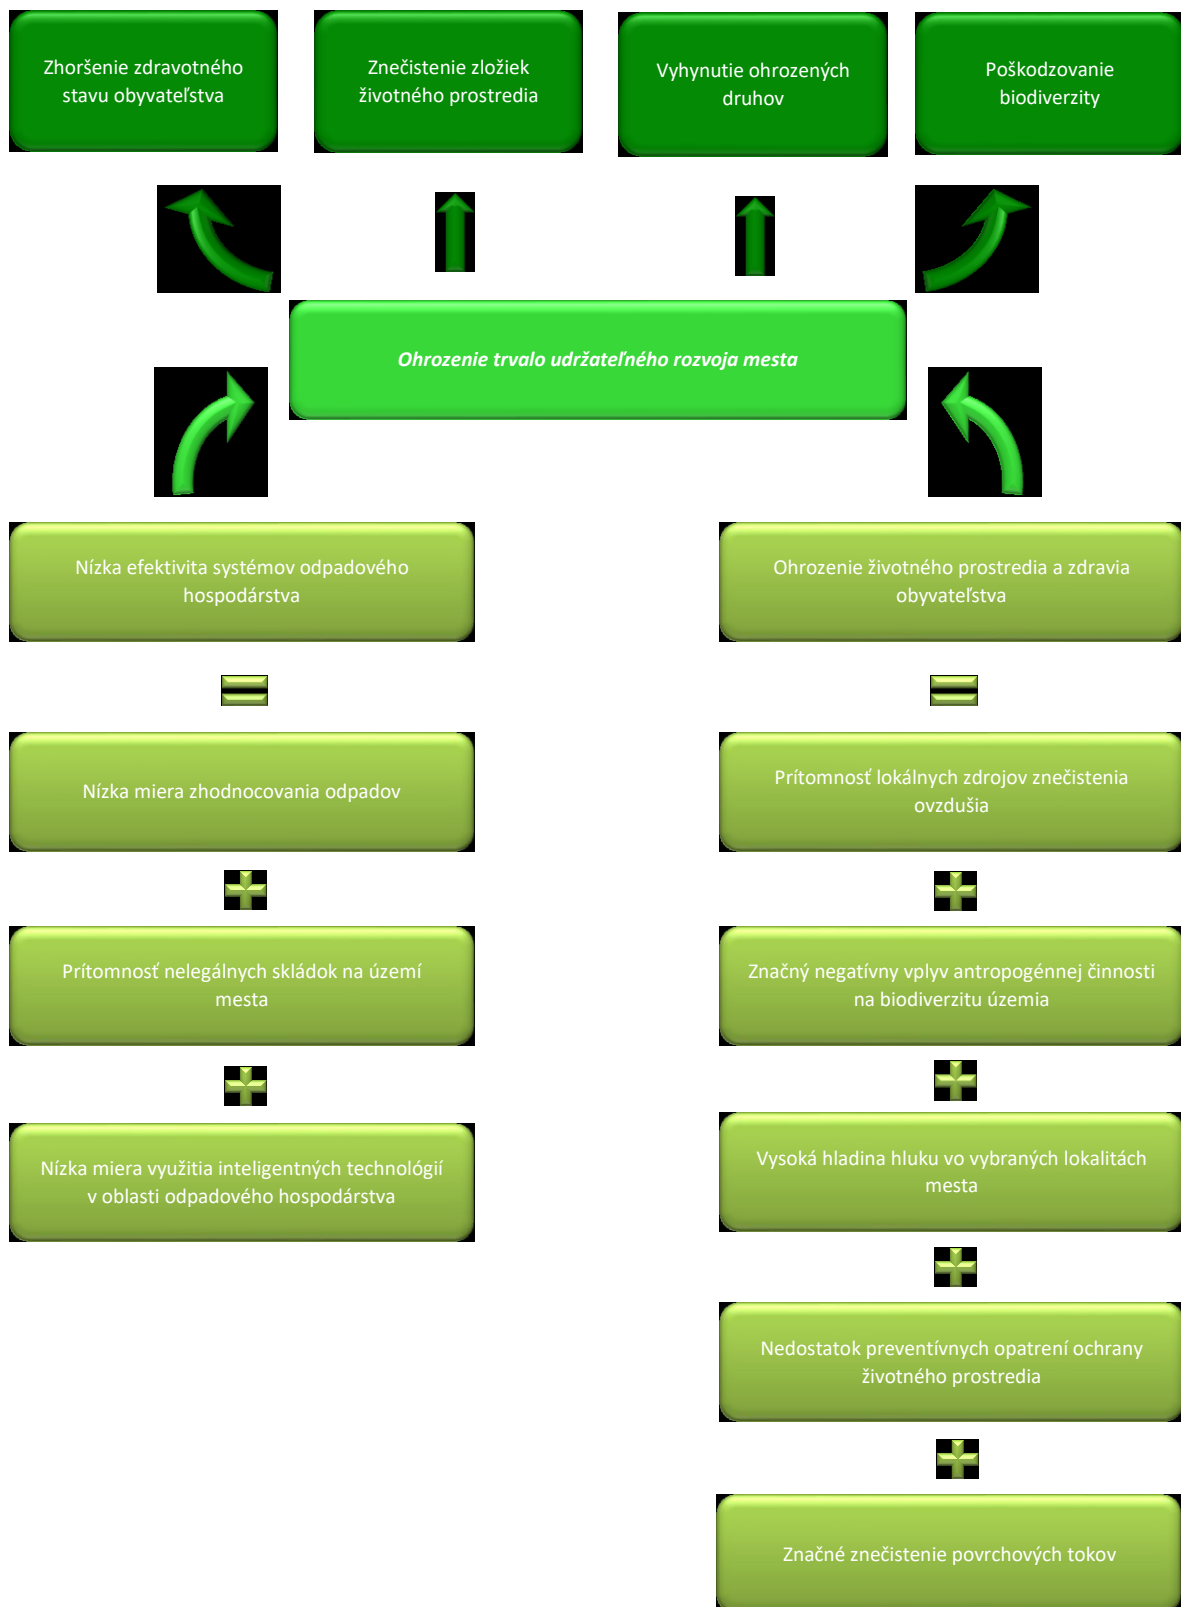 Zhoršenie zdravotného
stavu obyvateľstva
Znečistenie zložiek
životného prostredia
Vyhynutie ohrozených
druhov
Poškodzovanie
biodiverzity
Ohrozenie trvalo udržateľného rozvoja mesta
Nízka efektivita systémov odpadového
hospodárstva
Nízka miera zhodnocovania odpadov
Prítomnosť nelegálnych skládok na území
mesta
Nízka miera využitia inteligentných technológií
v oblasti odpadového hospodárstva
Ohrozenie životného prostredia a zdravia
obyvateľstva
Prítomnosť lokálnych zdrojov znečistenia
ovzdušia
Značný negatívny vplyv antropogénnej činnosti
na biodiverzitu územia
Vysoká hladina hluku vo vybraných lokalitách
mesta
Nedostatok preventívnych opatrení ochrany
životného prostredia
Značné znečistenie povrchových tokov